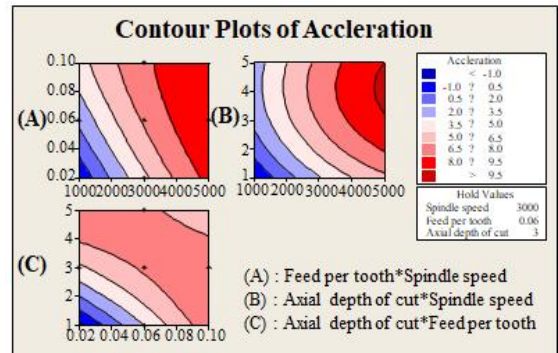 Contour Plots of Accleration
(A)
0.10
0.08
0.06
0.04
0.02
1000 2000 3000 4000 5000
(B)
5
4
3
2
1
1000 2000 3000 4000 5000
Accleration
< -1.0
-1.0 ? 0.5
0.5 ? 2.0
2.0 ? 3.5
3.5 ? 5.0
5.0 ? 6.5
6.5 ? 8.0
8.0 ? 9.5
> 9.5
Hold Values
Spindle speed 3000
Feed per tooth 0.06
Axial depth of cut 3
(C)
5
4
3
2
1
0.02 0.04 0.06 0.08 0.10
(A) : Feed per tooth*Spindle speed
(B) : Axial depth of cut*Spindle speed
(C) : Axial depth of cut*Feed per tooth